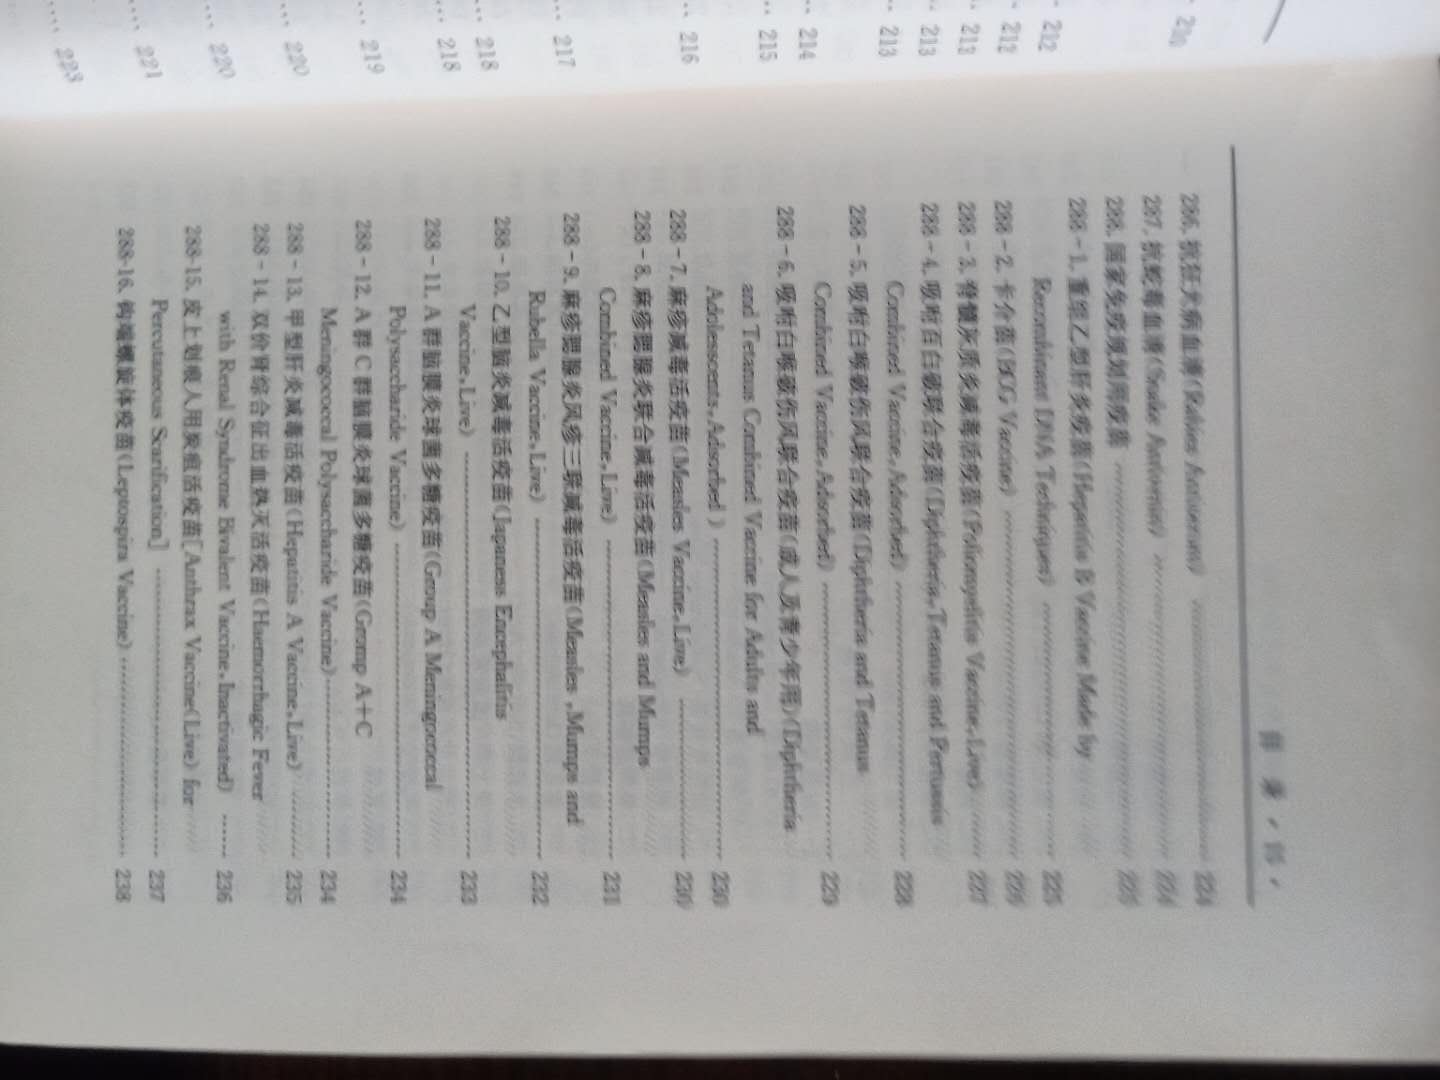 210
212
212
211
213
213
214
215
216
217
218
218
219
220
220
221
223
目 录
286. 抗狂犬病血清(Rabies Antiserum) 224
287. 抗蛇毒血清(Snake Antivenin) 224
288. 国家免疫规划用疫苗 225
288-1. 重组乙型肝炎疫苗(Hepatitis B Vaccine Made by
Recombinant DNA Techniques) 225
288-2. 卡介苗(BCG Vaccine) 226
288-3. 脊髓灰质炎减毒活疫苗(Poliomyelitis Vaccine,Live) 227
288-4. 吸附百白破联合疫苗(Diphtheria,Tetanus and Pertussis
Combined Vaccine,Adsorbed) 228
288-5. 吸附白喉破伤风联合疫苗(Diphtheria and Tetanus
Combined Vaccine,Adsorbed) 229
288-6. 吸附白喉破伤风联合疫苗(成人及青少年用)(Diphtheria
and Tetanus Combined Vaccine for Adults and
Adolescents,Adsorbed) 230
288-7. 麻疹减毒活疫苗(Measles Vaccine,Live) 230
288-8. 麻疹腮腺炎联合减毒活疫苗(Measles and Mumps
Combined Vaccine,Live) 231
288-9. 麻疹腮腺炎风疹三联减毒活疫苗(Measles,Mumps and
Rubella Vaccine,Live) 232
288-10. 乙型脑炎减毒活疫苗(Japanese Encephalitis
Vaccine,Live) 233
288-11. A群脑膜炎球菌多糖疫苗(Group A Meningococcal
Polysaccharide Vaccine) 234
288-12. A群C群脑膜炎球菌多糖疫苗(Group A+C
Meningococcal Polysaccharide Vaccine) 234
288-13. 甲型肝炎减毒活疫苗(Hepatitis A Vaccine,Live) 235
288-14. 双价肾综合征出血热灭活疫苗(Haemorrhagic Fever
with Renal Syndrome Bivalent Vaccine,Inactivated) 236
288-15. 皮上划痕人用炭疽活疫苗[Anthrax Vaccine(Live) for
Percutaneous Scarification] 237
288-16. 钩端螺旋体疫苗(Leptospira Vaccine) 238